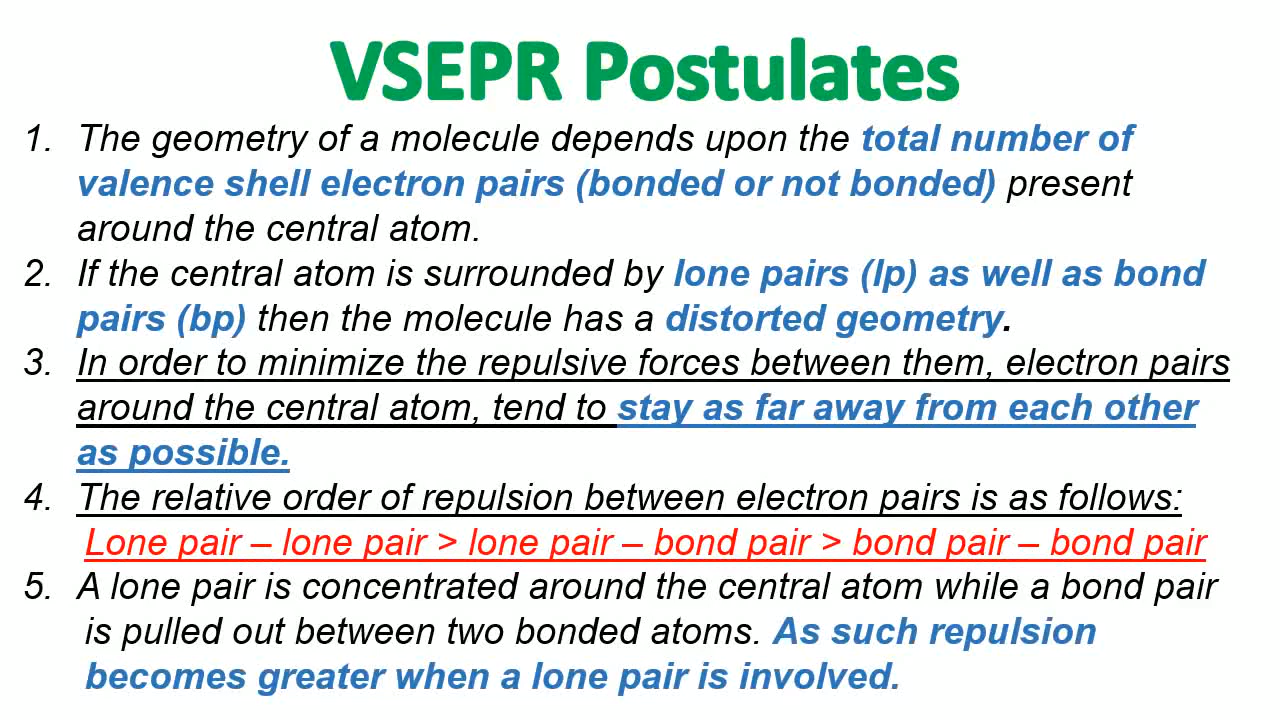 VSEPR Postulates
1. The geometry of a molecule depends upon the total number of
valence shell electron pairs (bonded or not bonded) present
around the central atom.
2. If the central atom is surrounded by lone pairs (lp) as well as bond
pairs (bp) then the molecule has a distorted geometry.
3. In order to minimize the repulsive forces between them, electron pairs
around the central atom, tend to stay as far away from each other
as possible.
4. The relative order of repulsion between electron pairs is as follows:
Lone pair – lone pair > lone pair – bond pair > bond pair – bond pair
5. A lone pair is concentrated around the central atom while a bond pair
is pulled out between two bonded atoms. As such repulsion
becomes greater when a lone pair is involved.